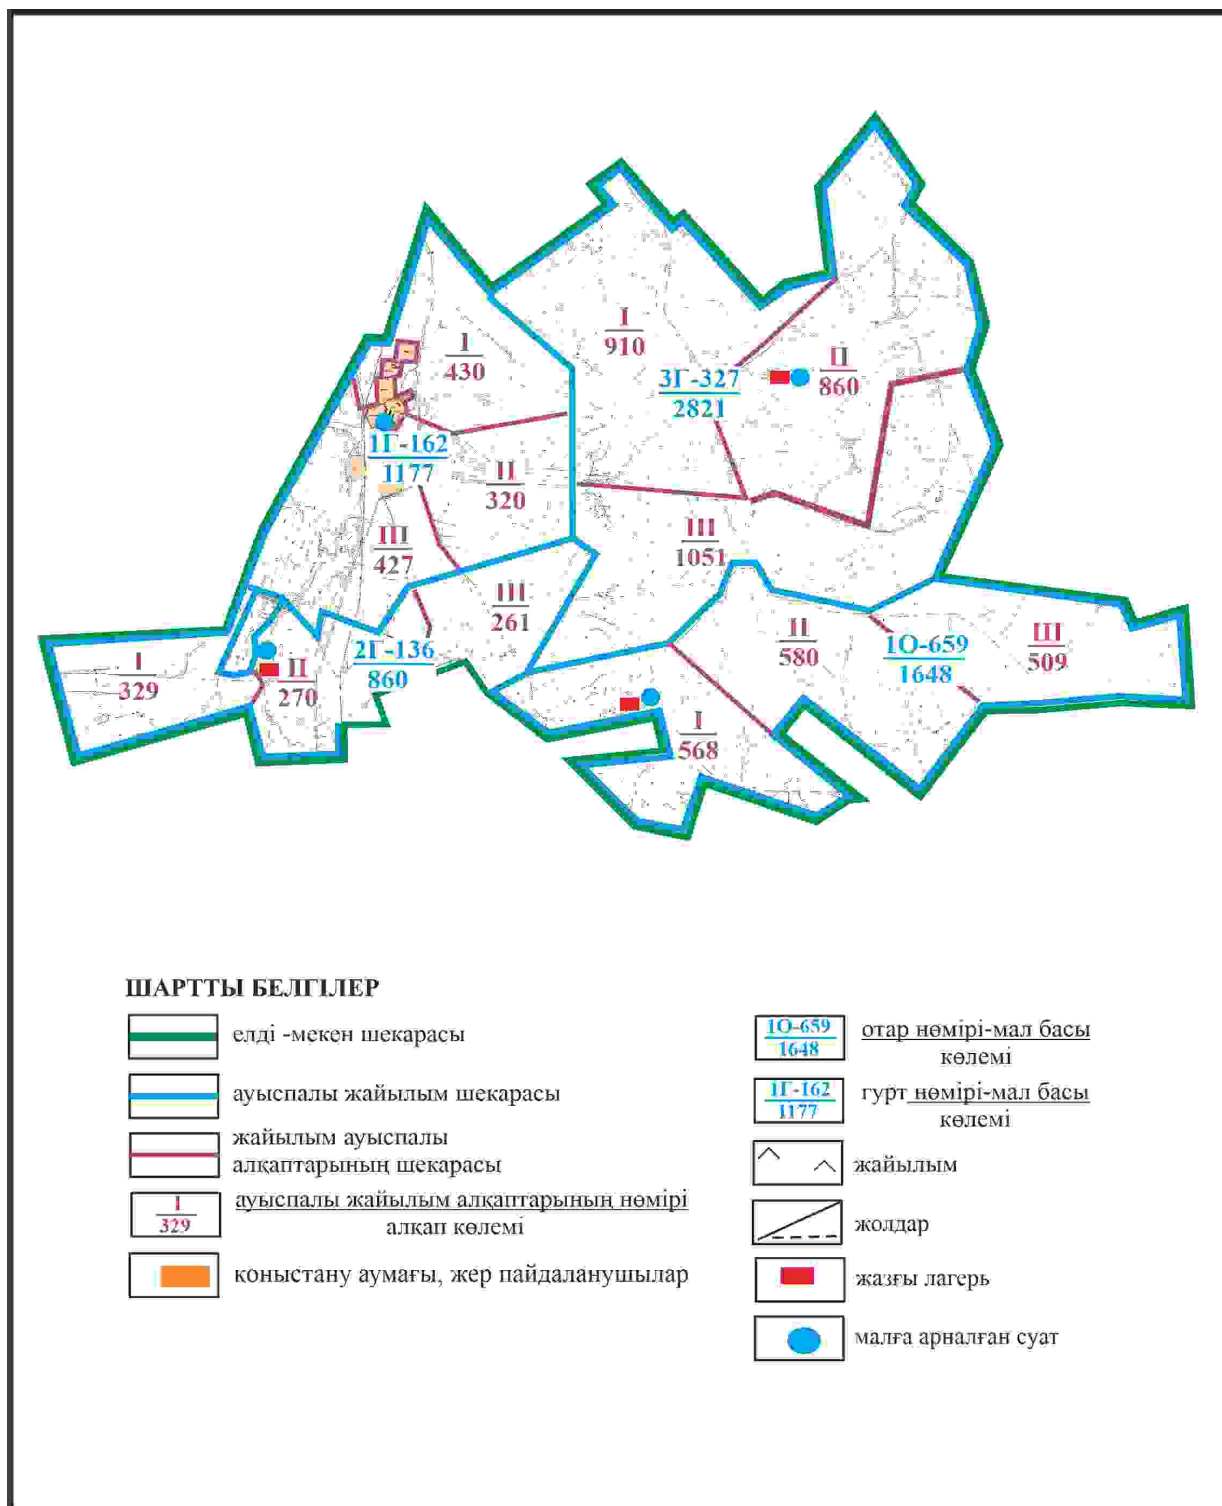 I
910
I
430
3Г-327
2821
II
860
1Г-162
1177
II
320
III
427
III
1051
III
261
I
329
II
270
2Г-136
860
II
580
1О-659
1648
III
509
I
568
ШАРТТЫ БЕЛГІЛЕР
елді -мекен шекарасы
ауыспалы жайылым шекарасы
жайылым ауыспалы
алқаптарының шекарасы
I
329
ауыспалы жайылым алқаптарының нөмірі
алқап көлемі
қоныстану аумағы, жер пайдаланушылар
1О-659
1648
отар нөмірі-мал басы
көлемі
1Г-162
1177
гурт нөмірі-мал басы
көлемі
жайылым
жолдар
жазғы лагерь
малға арналған суат